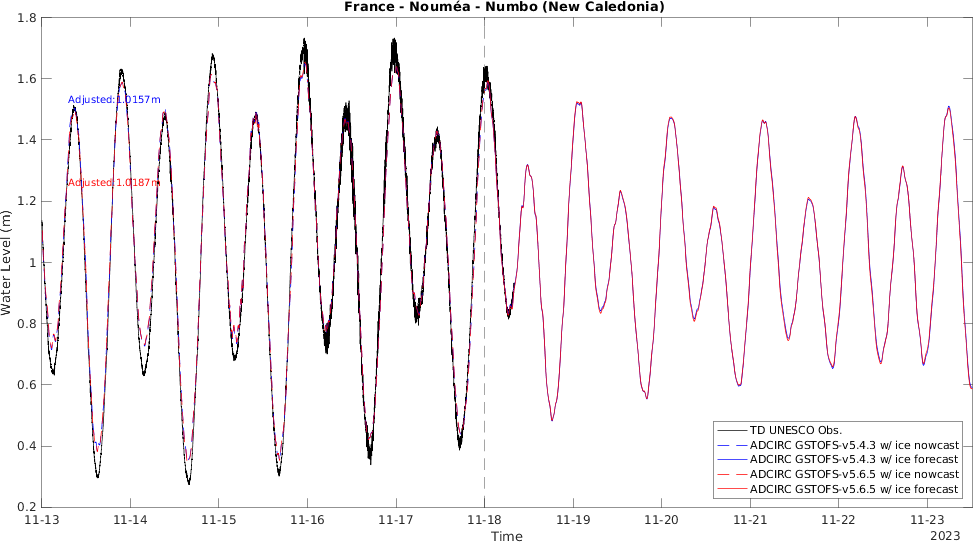 France - Nouméa - Numbo (New Caledonia)
1.8
1.6
1.4
1.2
1
0.8
0.6
0.4
0.2
Water Level (m)
Adjusted:1.0157m
Adjusted:1.0187m
TD UNESCO Obs.
ADCIRC GSTOFS-v5.4.3 w/ ice nowcast
ADCIRC GSTOFS-v5.4.3 w/ ice forecast
ADCIRC GSTOFS-v5.6.5 w/ ice nowcast
ADCIRC GSTOFS-v5.6.5 w/ ice forecast
11-13 11-14 11-15 11-16 11-17 11-18 11-19 11-20 11-21 11-22 11-23
Time
2023